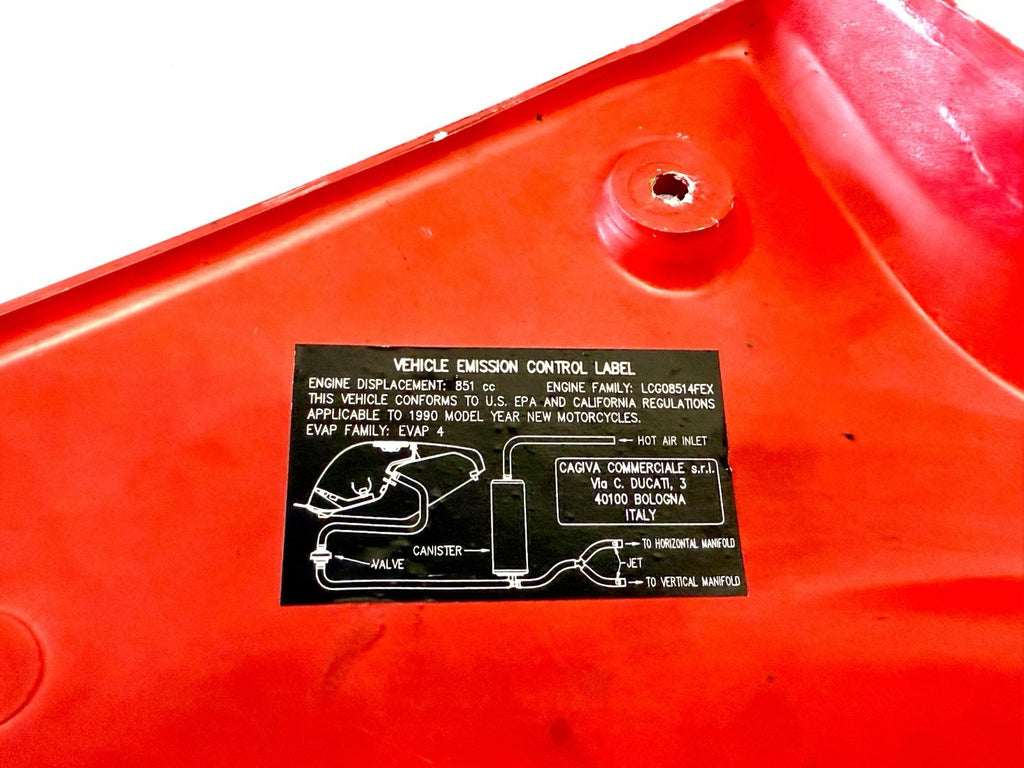 VEHICLE EMISSION CONTROL LABEL
ENGINE DISPLACEMENT: 851 cc ENGINE FAMILY: LCG08514FEX
THIS VEHICLE CONFORMS TO U.S. EPA AND CALIFORNIA REGULATIONS
APPLICABLE TO 1990 MODEL YEAR NEW MOTORCYCLES.
EVAP FAMILY: EVAP 4
HOT AIR INLET
CAGIVA COMMERCIALE s.r.l.
Via C. DUCATI, 3
40100 BOLOGNA
ITALY
CANISTER
VALVE
TO HORIZONTAL MANIFOLD
JET
TO VERTICAL MANIFOLD